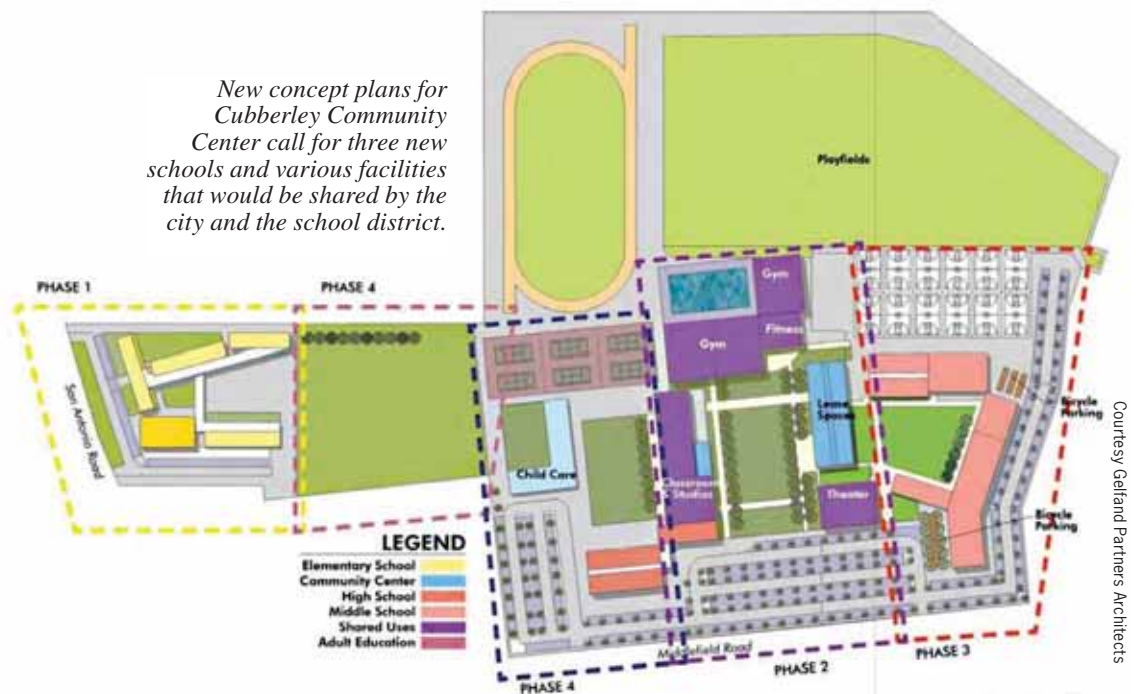 New concept plans for
Cubberley Community
Center call for three new
schools and various facilities
that would be shared by the
city and the school district.
Playfields
PHASE 1
PHASE 4
Gym
Fitness
Gym
San Antonio Road
Lease
Spaces
Bicycle
Parking
Child Care
Classroom
& Studios
Theater
Bicycle
Parking
LEGEND
Elementary School
Community Center
High School
Middle School
Shared Uses
Adult Education
Middlefield Road
PHASE 4
PHASE 2
PHASE 3
Courtesy Gelfand Partners Architects